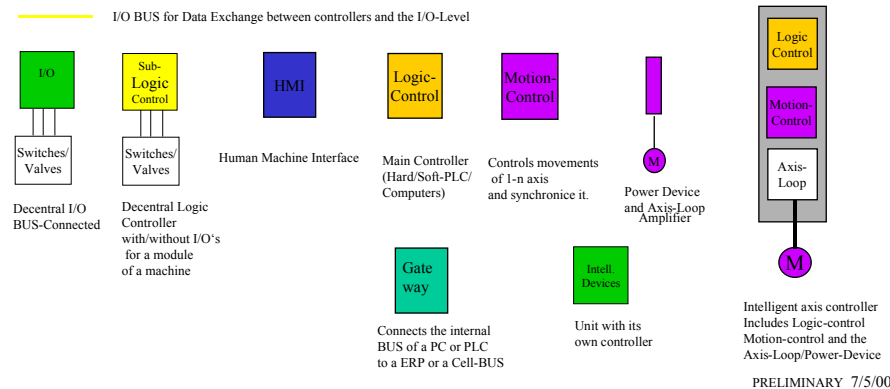 I/O BUS for Data Exchange between controllers and the I/O-Level
I/O
Switches/
Valves
Decentral I/O
BUS-Connected
Sub-
Logic
Control
Switches/
Valves
Decentral Logic
Controller
with/without I/O‘s
for a module
of a machine
HMI
Human Machine Interface
Logic-
Control
Main Controller
(Hard/Soft-PLC/
Computers)
Motion-
Control
Controls movements
of 1-n axis
and synchronice it.
M
Power Device
and Axis-Loop
Amplifier
Logic
Control
Motion-
Control
Axis-
Loop
M
Intelligent axis controller
Includes Logic-control
Motion-control and the
Axis-Loop/Power-Device
Gate
way
Connects the internal
BUS of a PC or PLC
to a ERP or a Cell-BUS
Intell.
Devices
Unit with its
own controller
PRELIMINARY 7/5/00